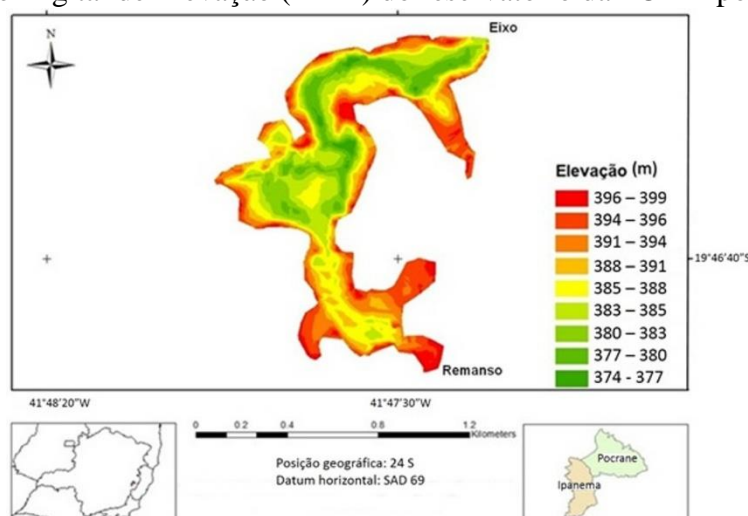 N
Eixo
Elevação (m)
396 – 399
394 – 396
391 – 394
388 – 391
385 – 388
383 – 385
380 – 383
377 – 380
374 - 377
19°46'40"S
Remanso
41°48'20"W
41°47'30"W
0 0.2 0.4 0.8 1.2
Kilometers
Posição geográfica: 24 S
Datum horizontal: SAD 69
Pocrane
Ipanema